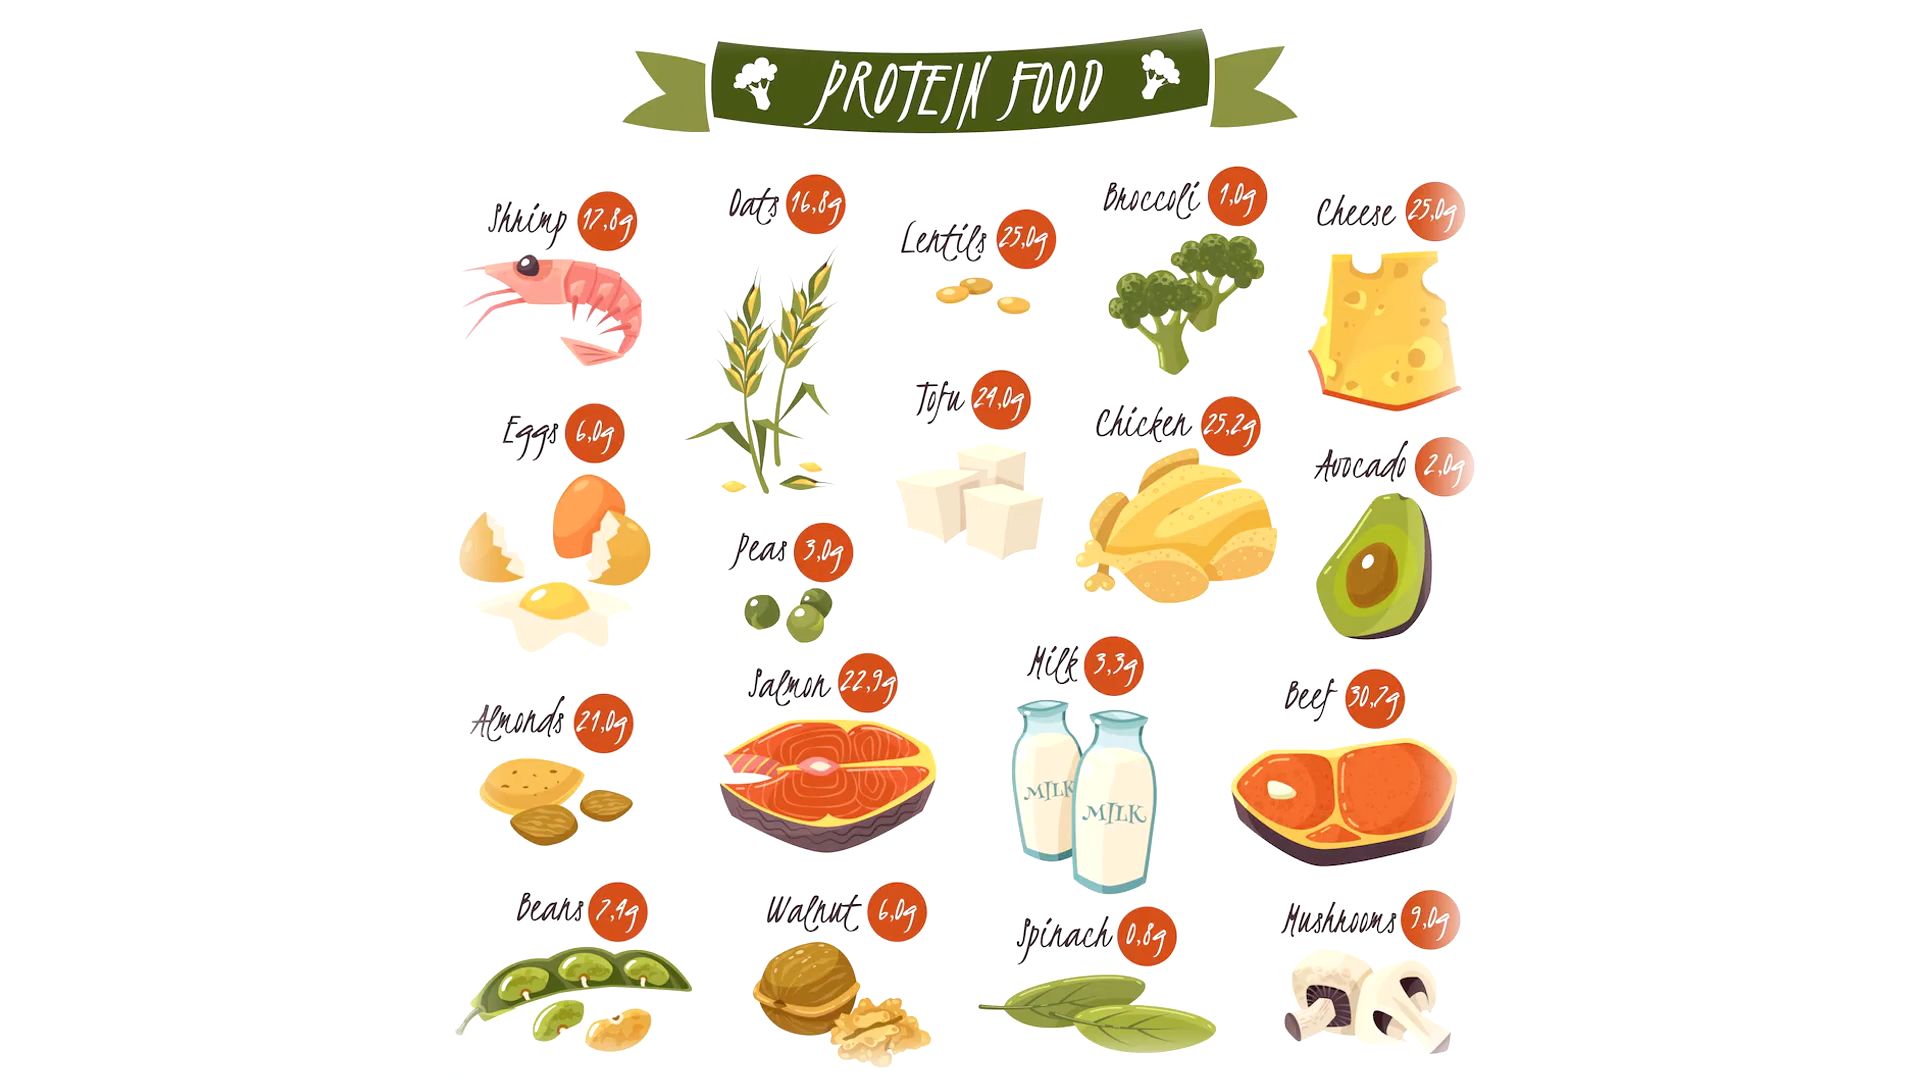 PROTEIN FOOD
Shrimp 17,8g
Oats 16,8g
Lentils 25,0g
Broccoli 1,0g
Cheese 25,0g
Eggs 6,0g
Tofu 24,0g
Chicken 25,2g
Avocado 2,0g
Peas 3,0g
Almonds 21,0g
Salmon 22,9g
Milk 3,3g
MILK
MILK
Beef 30,7g
Beans 7,4g
Walnut 6,0g
Spinach 0,8g
Mushrooms 9,0g